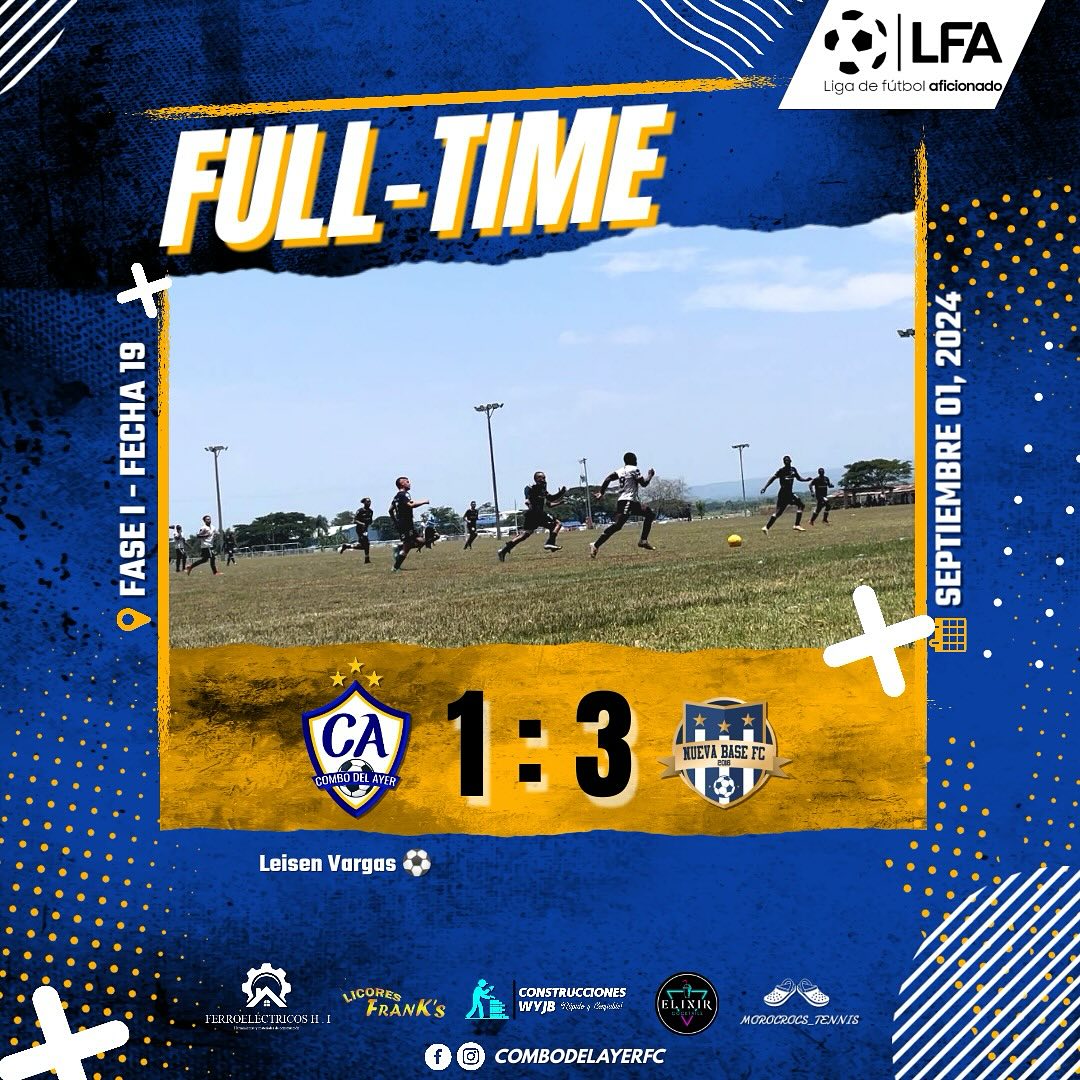 LFA
Liga de fútbol aficionado
FULL-TIME
FASE I - FECHA 19
SEPTIEMBRE 01, 2024
CA
COMBO DEL AYER
1 : 3
NUEVA BASE FC
2018
Leisen Vargas
FERROELÉCTRICOS H.I
LICORES
FRANK'S
CONSTRUCCIONES
WYJB
ELIXIR
MOROCROCS_TENNIS
COMBODELAYERFC